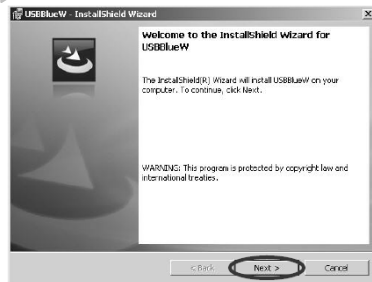 USBBlueW - InstallShield Wizard
Welcome to the InstallShield Wizard for
USBBlueW
The InstallShield(R) Wizard will install USBBlueW on your
computer. To continue, click Next.
WARNING: This program is protected by copyright law and
international treaties.
< Back
Next >
Cancel